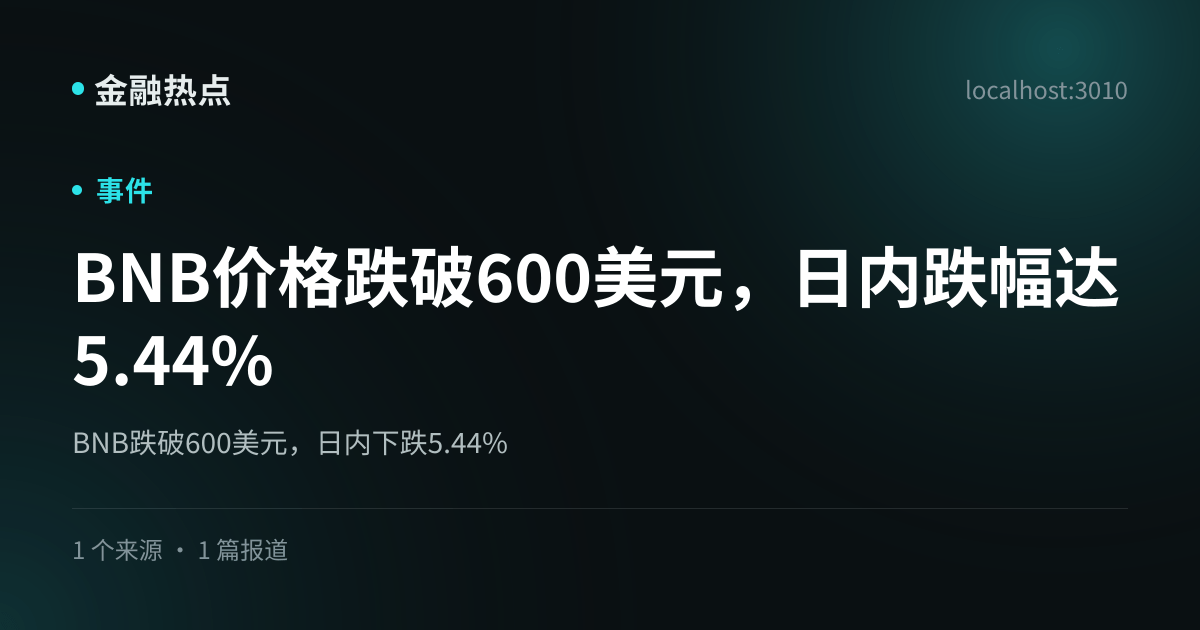 金融热点
localhost:3010
事件
BNB价格跌破600美元，日内跌幅达
5.44%
BNB跌破600美元，日内下跌5.44%
1 个来源 · 1 篇报道